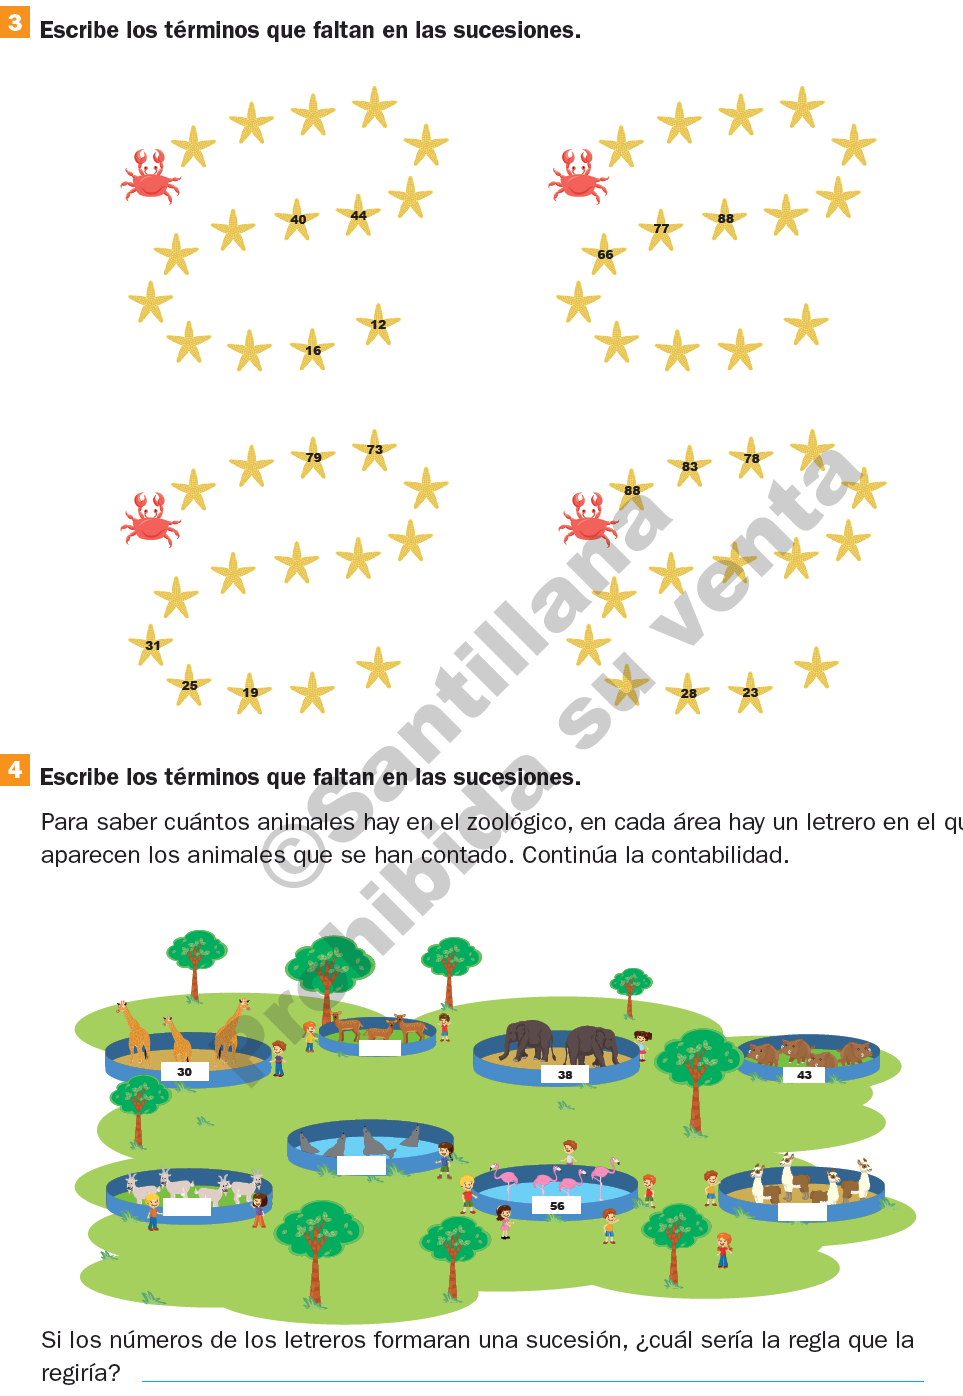 3 Escribe los términos que faltan en las sucesiones.
40 44
12
16
77 88
66
79 73
31
25 19
88 83 78
28 23
4 Escribe los términos que faltan en las sucesiones.
Para saber cuántos animales hay en el zoológico, en cada área hay un letrero en el qu
aparecen los animales que se han contado. Continúa la contabilidad.
30 38 43
56
Si los números de los letreros formaran una sucesión, ¿cuál sería la regla que la
regiría?
©Santillana
prohibida su venta